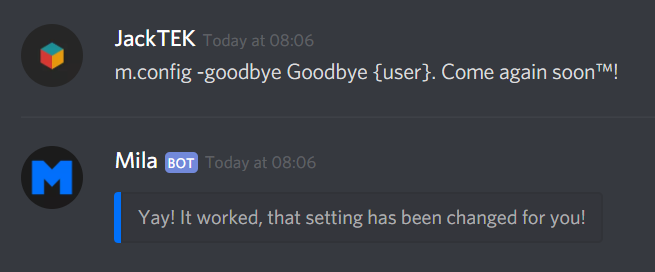 JackTEK Today at 08:06
m.config -goodbye Goodbye {user}. Come again soon™!
M
Mila BOT Today at 08:06
Yay! It worked, that setting has been changed for you!